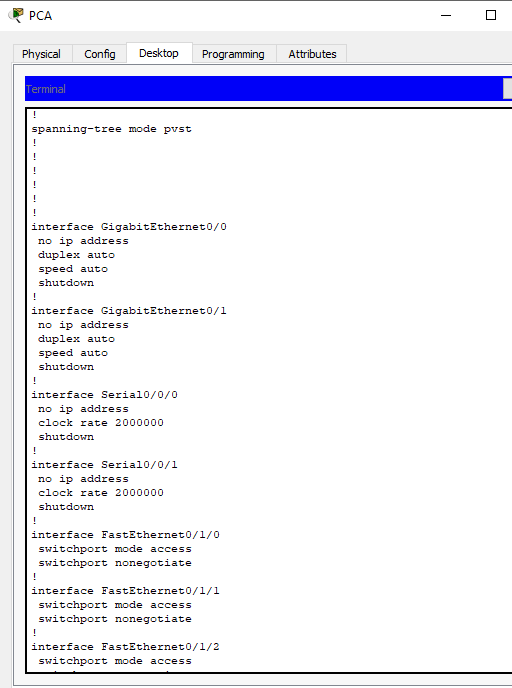 PCA
Physical Config Desktop Programming Attributes
Terminal
!
spanning-tree mode pvst
!
!
!
!
!
!
interface GigabitEthernet0/0
 no ip address
 duplex auto
 speed auto
 shutdown
!
interface GigabitEthernet0/1
 no ip address
 duplex auto
 speed auto
 shutdown
!
interface Serial0/0/0
 no ip address
 clock rate 2000000
 shutdown
!
interface Serial0/0/1
 no ip address
 clock rate 2000000
 shutdown
!
interface FastEthernet0/1/0
 switchport mode access
 switchport nonegotiate
!
interface FastEthernet0/1/1
 switchport mode access
 switchport nonegotiate
!
interface FastEthernet0/1/2
 switchport mode access